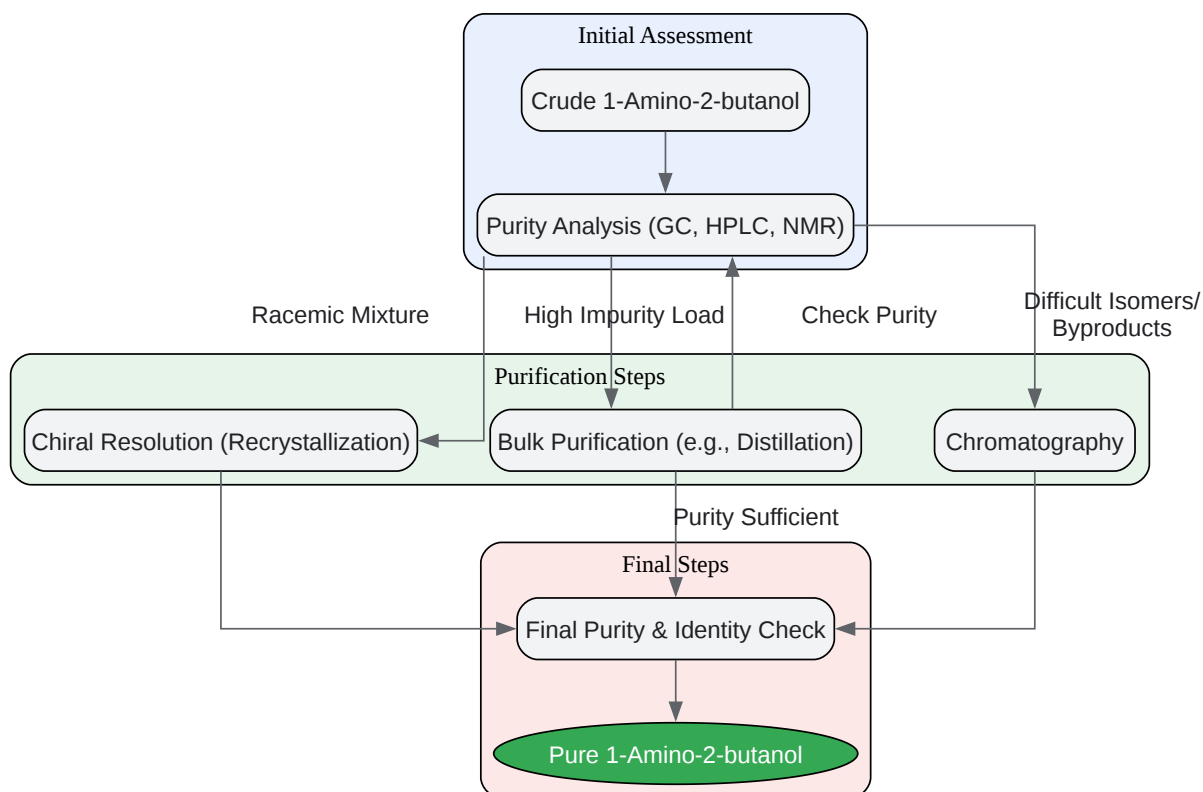 Initial Assessment
Crude 1-Amino-2-butanol
Purity Analysis (GC, HPLC, NMR)
Racemic Mixture
High Impurity Load
Check Purity
Difficult Isomers/
Byproducts
Purification Steps
Chiral Resolution (Recrystallization)
Bulk Purification (e.g., Distillation)
Chromatography
Purity Sufficient
Final Steps
Final Purity & Identity Check
Pure 1-Amino-2-butanol